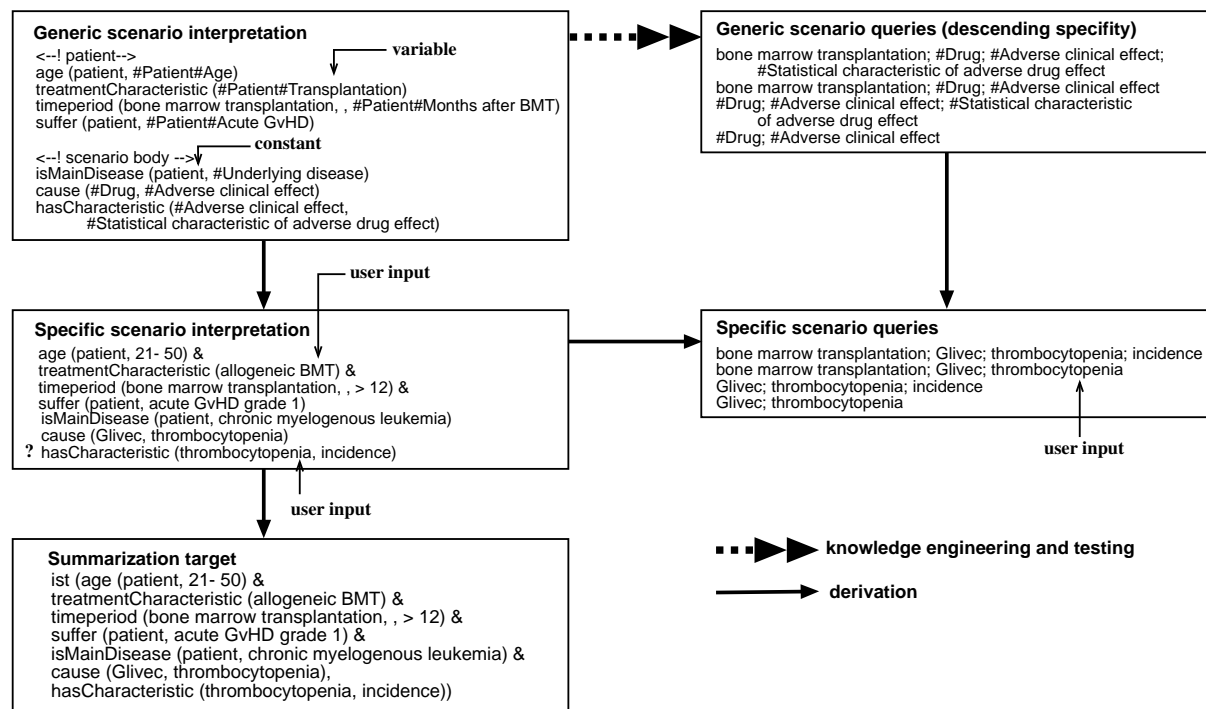 Generic scenario interpretation
<--! patient-->
variable
age (patient, #Patient#Age)
treatmentCharacteristic (#Patient#Transplantation)
timeperiod (bone marrow transplantation, , #Patient#Months after BMT)
suffer (patient, #Patient#Acute GvHD)
constant
<--! scenario body -->
isMainDisease (patient, #Underlying disease)
cause (#Drug, #Adverse clinical effect)
hasCharacteristic (#Adverse clinical effect,
#Statistical characteristic of adverse drug effect)
Generic scenario queries (descending specifity)
bone marrow transplantation; #Drug; #Adverse clinical effect;
#Statistical characteristic of adverse drug effect
bone marrow transplantation; #Drug; #Adverse clinical effect
#Drug; #Adverse clinical effect; #Statistical characteristic
of adverse drug effect
#Drug; #Adverse clinical effect
user input
Specific scenario interpretation
age (patient, 21- 50) &
treatmentCharacteristic (allogeneic BMT) &
timeperiod (bone marrow transplantation, , > 12) &
suffer (patient, acute GvHD grade 1)
isMainDisease (patient, chronic myelogenous leukemia)
cause (Glivec, thrombocytopenia)
? hasCharacteristic (thrombocytopenia, incidence)
user input
Specific scenario queries
bone marrow transplantation; Glivec; thrombocytopenia; incidence
bone marrow transplantation; Glivec; thrombocytopenia
Glivec; thrombocytopenia; incidence
Glivec; thrombocytopenia
user input
Summarization target
ist (age (patient, 21- 50) &
treatmentCharacteristic (allogeneic BMT) &
timeperiod (bone marrow transplantation, , > 12) &
suffer (patient, acute GvHD grade 1) &
isMainDisease (patient, chronic myelogenous leukemia) &
cause (Glivec, thrombocytopenia),
hasCharacteristic (thrombocytopenia, incidence))
knowledge engineering and testing
derivation